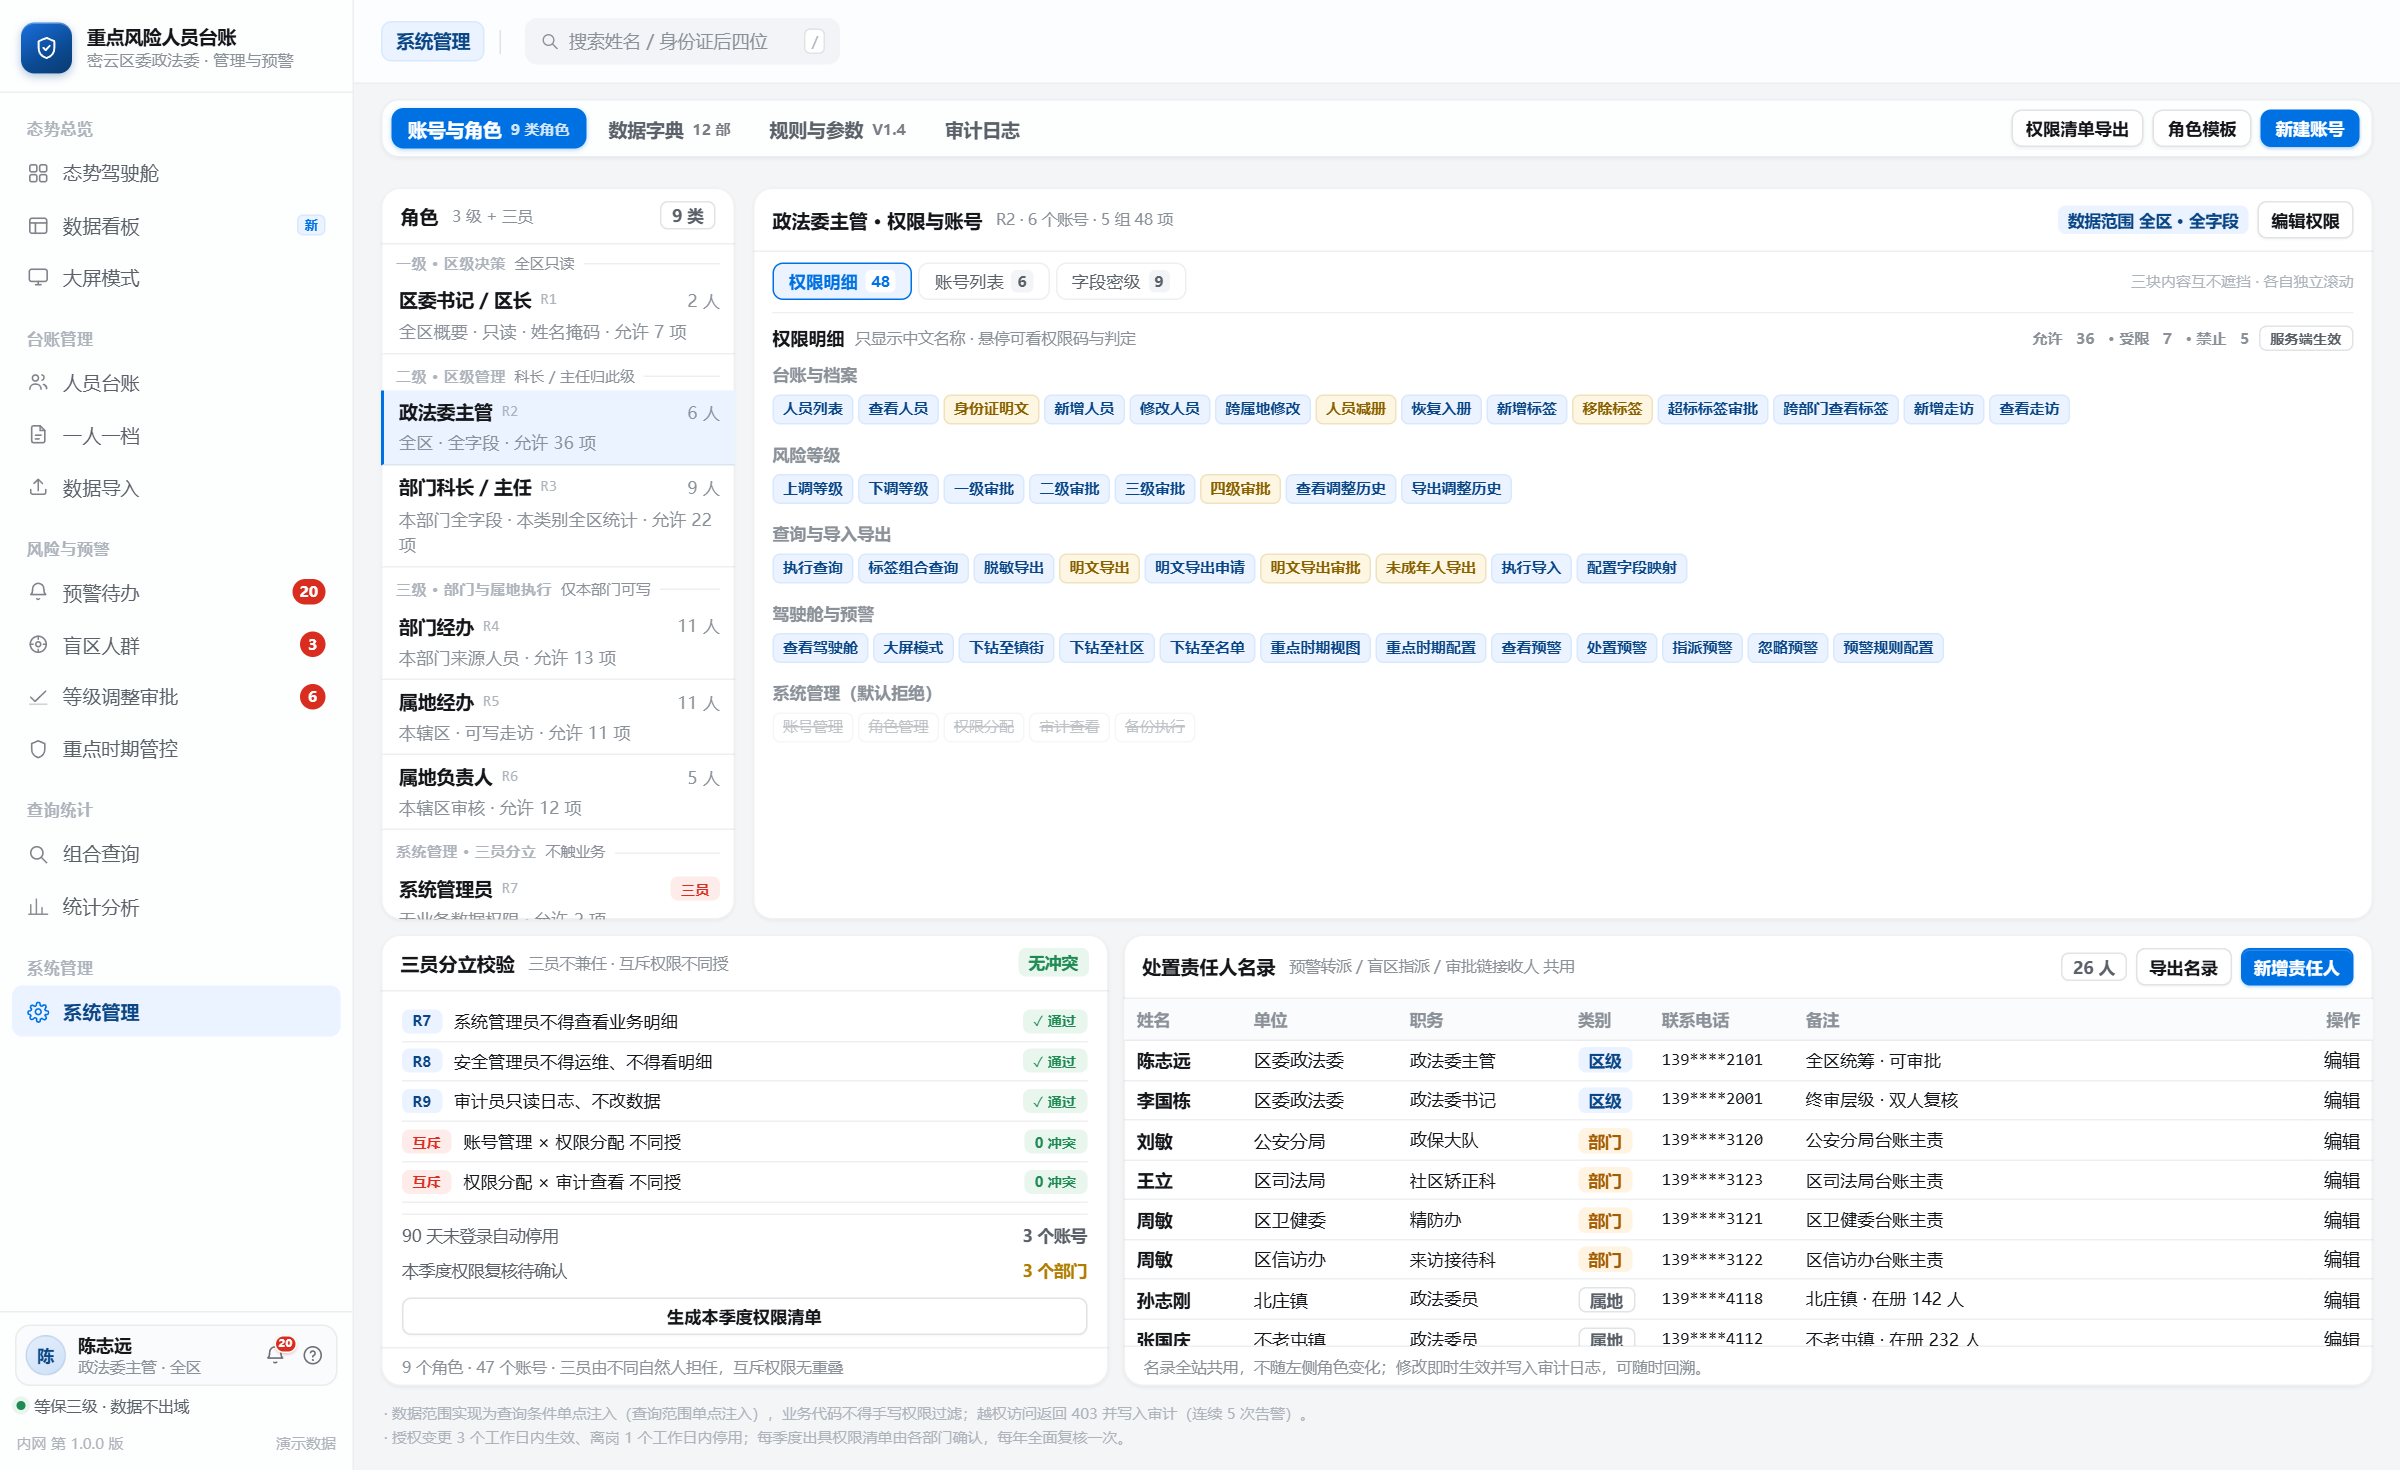 重点风险人员台账
密云区委政法委 · 管理与预警
态势总览
态势驾驶舱
数据看板 新
大屏模式
台账管理
人员台账
一人一档
数据导入
风险与预警
预警待办 20
盲区人群 3
等级调整审批 6
重点时期管控
查询统计
组合查询
统计分析
系统管理
系统管理
陈 陈志远 20
政法委主管 · 全区
等保三级 · 数据不出域
内网 第 1.0.0 版 演示数据
系统管理 搜索姓名 / 身份证后四位 /
账号与角色 9 类角色 数据字典 12 部 规则与参数 V1.4 审计日志 权限清单导出 角色模板 新建账号
角色 3 级 + 三员 9 类
一级 • 区级决策 全区只读
区委书记 / 区长 R1 2 人
全区概要 · 只读 · 姓名掩码 · 允许 7 项
二级 • 区级管理 科长 / 主任归此级
政法委主管 R2 6 人
全区 · 全字段 · 允许 36 项
部门科长 / 主任 R3 9 人
本部门全字段 · 本类别全区统计 · 允许 22
项
三级 • 部门与属地执行 仅本部门可写
部门经办 R4 11 人
本部门来源人员 · 允许 13 项
属地经办 R5 11 人
本辖区 · 可写走访 · 允许 11 项
属地负责人 R6 5 人
本辖区审核 · 允许 12 项
系统管理 • 三员分立 不触业务
系统管理员 R7 三员
无业务数据权限 · 允许 2 项
政法委主管 • 权限与账号 R2 · 6 个账号 · 5 组 48 项 数据范围 全区 • 全字段 编辑权限
权限明细 48 账号列表 6 字段密级 9 三块内容互不遮挡 · 各自独立滚动
权限明细 只显示中文名称 · 悬停可看权限码与判定 允许 36 • 受限 7 • 禁止 5 服务端生效
台账与档案
人员列表 查看人员 身份证明文 新增人员 修改人员 跨属地修改 人员减册 恢复入册 新增标签 移除标签 超标标签审批 跨部门查看标签 新增走访 查看走访
风险等级
上调等级 下调等级 一级审批 二级审批 三级审批 四级审批 查看调整历史 导出调整历史
查询与导入导出
执行查询 标签组合查询 脱敏导出 明文导出 明文导出申请 明文导出审批 未成年人导出 执行导入 配置字段映射
驾驶舱与预警
查看驾驶舱 大屏模式 下钻至镇街 下钻至社区 下钻至名单 重点时期视图 重点时期配置 查看预警 处置预警 指派预警 忽略预警 预警规则配置
系统管理（默认拒绝）
账号管理 角色管理 权限分配 审计查看 备份执行
三员分立校验 三员不兼任 · 互斥权限不同授 无冲突
R7 系统管理员不得查看业务明细 ✓ 通过
R8 安全管理员不得运维、不得看明细 ✓ 通过
R9 审计员只读日志、不改数据 ✓ 通过
互斥 账号管理 × 权限分配 不同授 0 冲突
互斥 权限分配 × 审计查看 不同授 0 冲突
90 天未登录自动停用 3 个账号
本季度权限复核待确认 3 个部门
生成本季度权限清单
9 个角色 · 47 个账号 · 三员由不同自然人担任，互斥权限无重叠
处置责任人名录 预警转派 / 盲区指派 / 审批链接收人 共用 26 人 导出名录 新增责任人
姓名 单位 职务 类别 联系电话 备注 操作
陈志远 区委政法委 政法委主管 区级 139****2101 全区统筹 · 可审批 编辑
李国栋 区委政法委 政法委书记 区级 139****2001 终审层级 · 双人复核 编辑
刘敏 公安分局 政保大队 部门 139****3120 公安分局台账主责 编辑
王立 区司法局 社区矫正科 部门 139****3123 区司法局台账主责 编辑
周敏 区卫健委 精防办 部门 139****3121 区卫健委台账主责 编辑
周敏 区信访办 来访接待科 部门 139****3122 区信访办台账主责 编辑
孙志刚 北庄镇 政法委员 属地 139****4118 北庄镇 · 在册 142 人 编辑
张国庆 不老屯镇 政法委员 属地 139****4112 不老屯镇 · 在册 232 人 编辑
名录全站共用，不随左侧角色变化；修改即时生效并写入审计日志，可随时回溯。
· 数据范围实现为查询条件单点注入（查询范围单点注入），业务代码不得手写权限过滤；越权访问返回 403 并写入审计（连续 5 次告警）。
· 授权变更 3 个工作日内生效、离岗 1 个工作日内停用；每季度出具权限清单由各部门确认，每年全面复核一次。